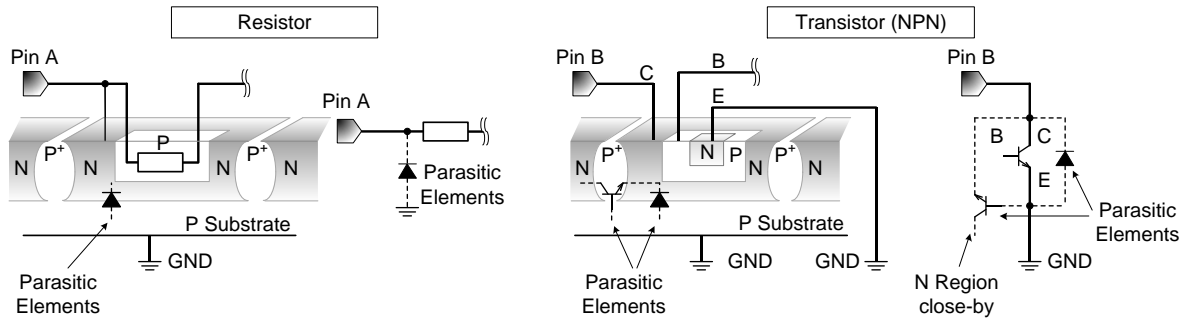 Resistor
Pin A
N
P+
N
P
N
P+
N
P Substrate
GND
Parasitic
Elements
Pin A
Parasitic
Elements
Transistor (NPN)
Pin B
C
B
E
N
P+
N
N
P
N
P+
N
P Substrate
GND
GND
Parasitic
Elements
Pin B
B
C
E
Parasitic
Elements
GND
N Region
close-by